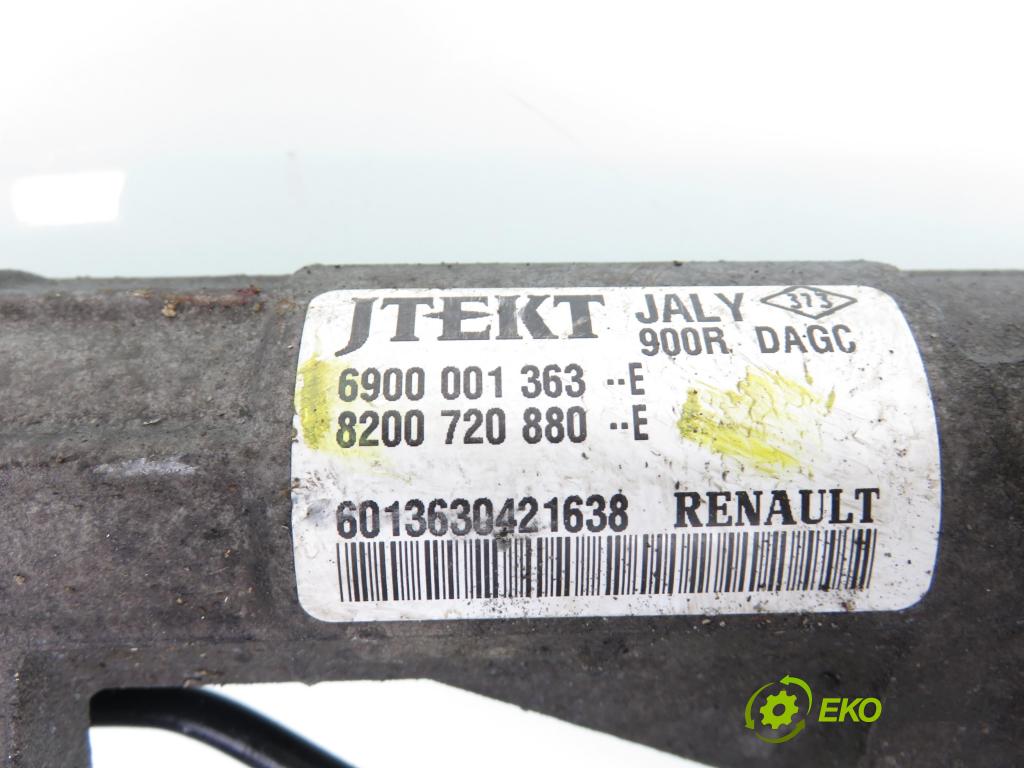 JTEKT JALY 373
900R DAGC
6900 001 363 --E
8200 720 880 --E
6013630421638 RENAULT
EKO